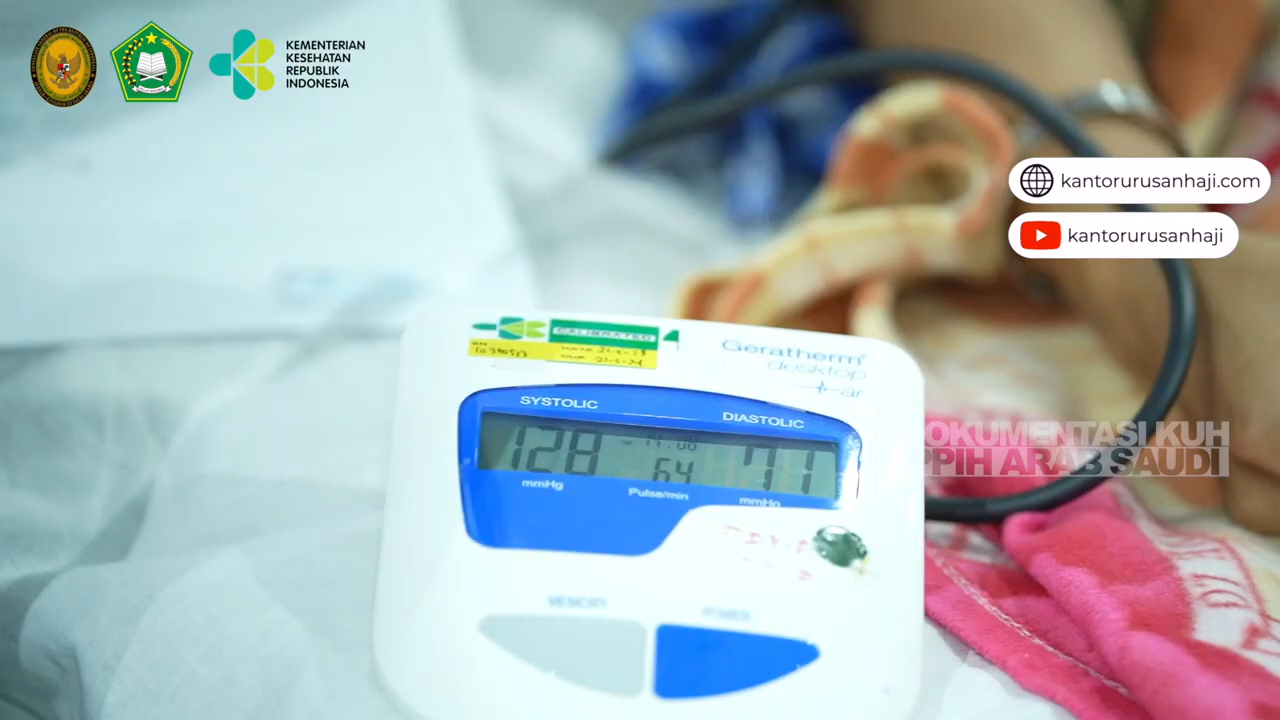 KEMENTERIAN
KESEHATAN
REPUBLIK
INDONESIA
kantorurusanhaji.com
kantorurusanhaji
CALIBRATED
Geratherm®
desktop
SYSTOLIC
DIASTOLIC
128
64
77
mmHg
Pulse/min
mmHg
OKUMENTASI KUH
PPIH ARAB SAUDI
MEMORY
POWER